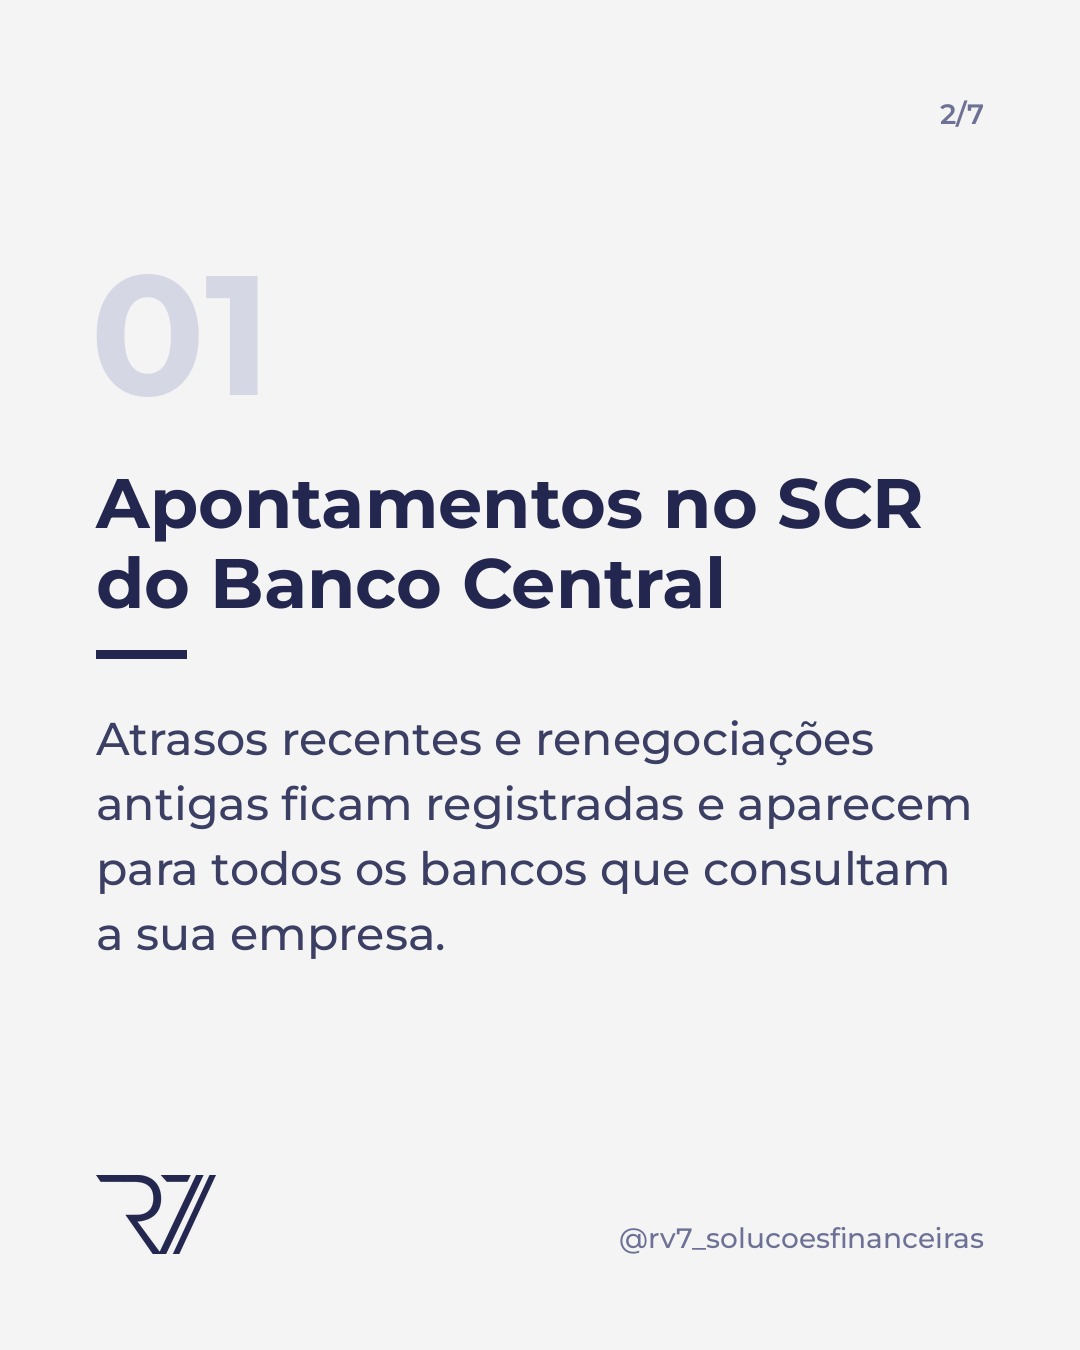 2/7
01
Apontamentos no SCR
do Banco Central
Atrasos recentes e renegociações
antigas ficam registradas e aparecem
para todos os bancos que consultam
a sua empresa.
RV7
@rv7_solucoesfinanceiras